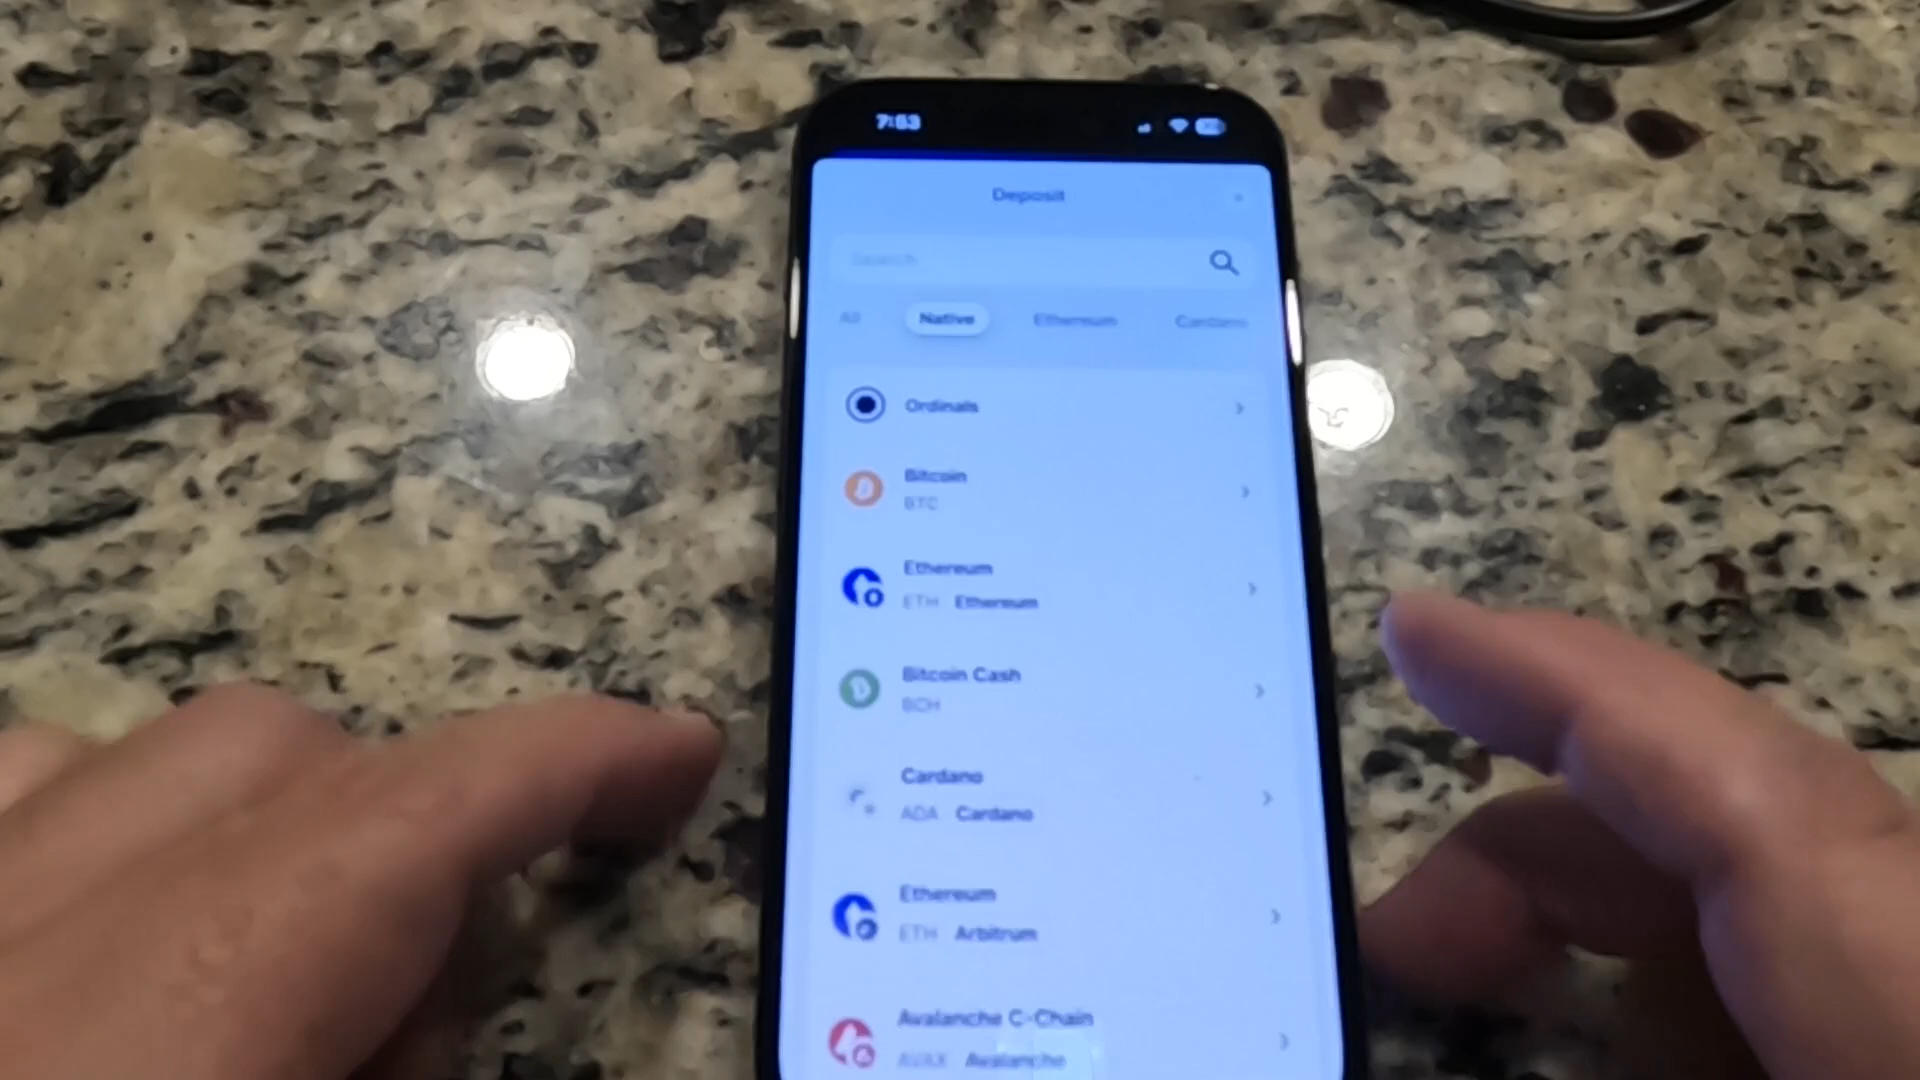 7:53
Deposit
Search
All Native Ethereum Cardano
Ordinals
Bitcoin
BTC
Ethereum
ETH Ethereum
Bitcoin Cash
BCH
Cardano
ADA Cardano
Ethereum
ETH Arbitrum
Avalanche C-Chain
AVAX Avalanche